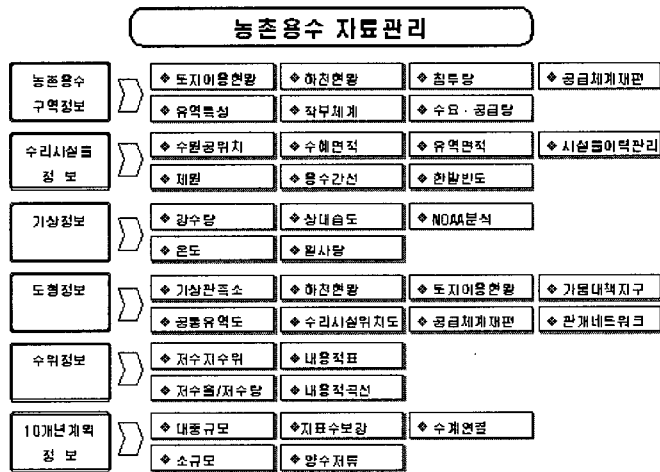 농촌용수 자료관리
농촌용수
구역정보
❖ 토지이용현황 ❖ 하천현황 ❖ 침투량 ❖ 공급체계재편
❖ 유역특성 ❖ 작부체계 ❖ 수요 · 공급량
수리시설물
정 보
❖ 수원공위치 ❖ 수혜면적 ❖ 유역면적 ❖ 시설물이력관리
❖ 제원 ❖ 용수간선 ❖ 한발빈도
기상정보
❖ 강수량 ❖ 상대습도 ❖ NOAA분석
❖ 온도 ❖ 일사량
도형정보
❖ 기상관측소 ❖ 하천현황 ❖ 토지이용현황 ❖ 가뭄대책지구
❖ 공통유역도 ❖ 수리시설위치도 ❖ 공급체계재편 ❖ 관개네트워크
수위정보
❖ 저수지수위 ❖ 내용적표
❖ 저수율/저수량 ❖ 내용적곡선
10개년계획
정 보
❖ 대중규모 ❖지표수보강 ❖ 수계연결
❖ 소규모 ❖ 양수저류